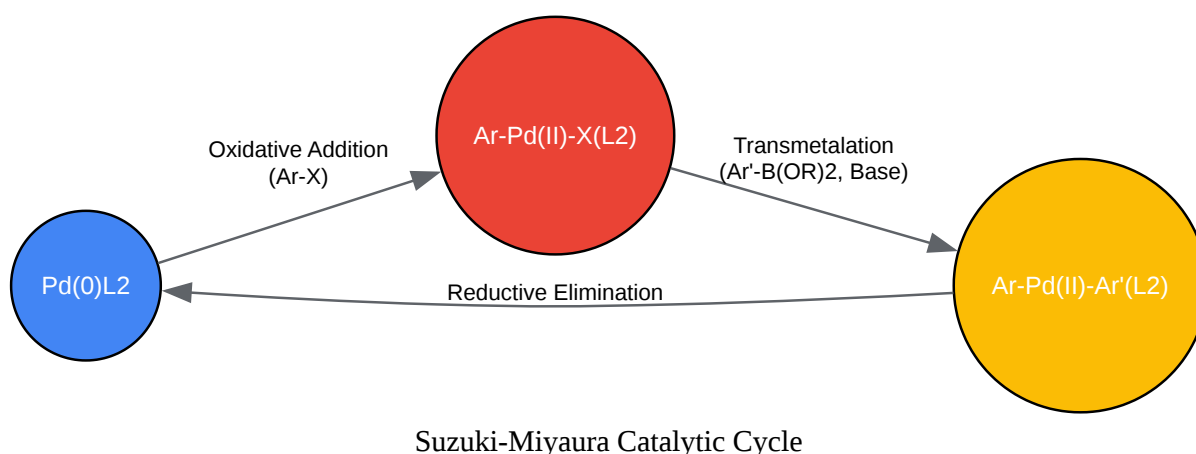 Ar-Pd(II)-X(L2)
Oxidative Addition
(Ar-X)
Transmetalation
(Ar'-B(OR)2, Base)
Pd(0)L2
Reductive Elimination
Ar-Pd(II)-Ar'(L2)
Suzuki-Miyaura Catalytic Cycle